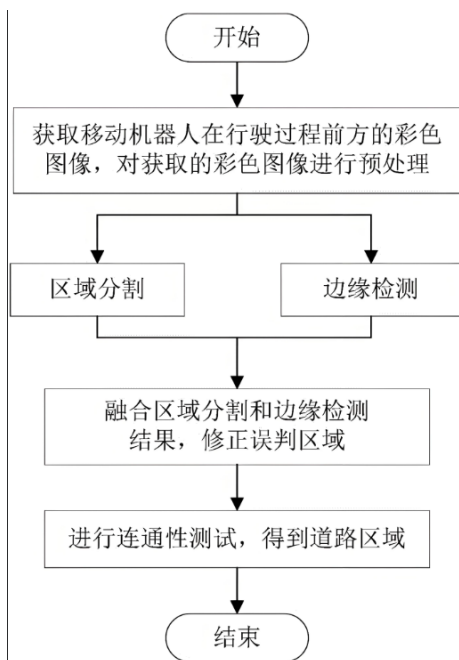 开始
获取移动机器人在行驶过程前方的彩色
图像，对获取的彩色图像进行预处理
区域分割
边缘检测
融合区域分割和边缘检测
结果，修正误判区域
进行连通性测试，得到道路区域
结束